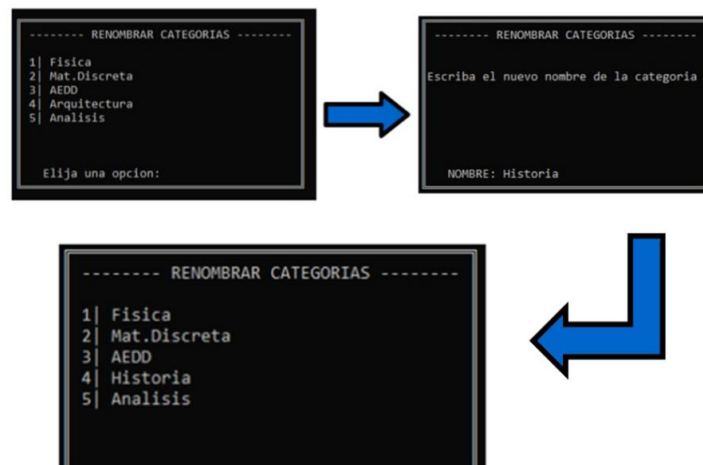 -------- RENOMBRAR CATEGORIAS --------
1| Fisica
2| Mat.Discreta
3| AEDD
4| Arquitectura
5| Analisis
Elija una opcion:
-------- RENOMBRAR CATEGORIAS --------
Escriba el nuevo nombre de la categoria
NOMBRE: Historia
-------- RENOMBRAR CATEGORIAS --------
1| Fisica
2| Mat.Discreta
3| AEDD
4| Historia
5| Analisis